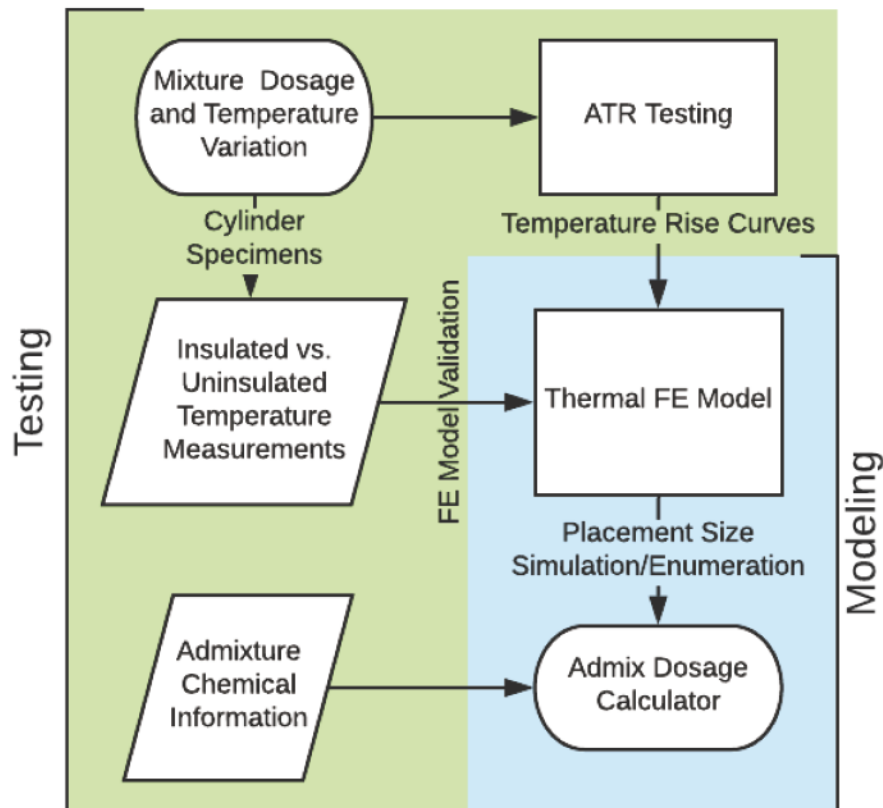 Mixture Dosage
and Temperature
Variation
ATR Testing
Cylinder
Specimens
Temperature Rise Curves
Testing
Insulated vs.
Uninsulated
Temperature
Measurements
FE Model Validation
Thermal FE Model
Placement Size
Simulation/Enumeration
Modeling
Admixture
Chemical
Information
Admix Dosage
Calculator